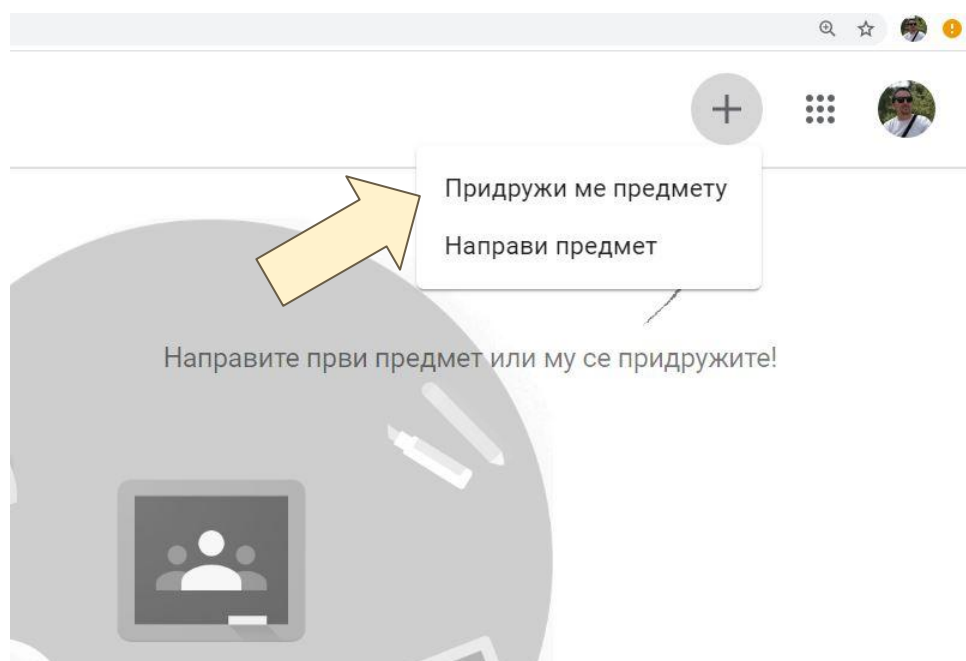 Придружи ме предмету
Направи предмет
Направите први предмет или му се придружите!